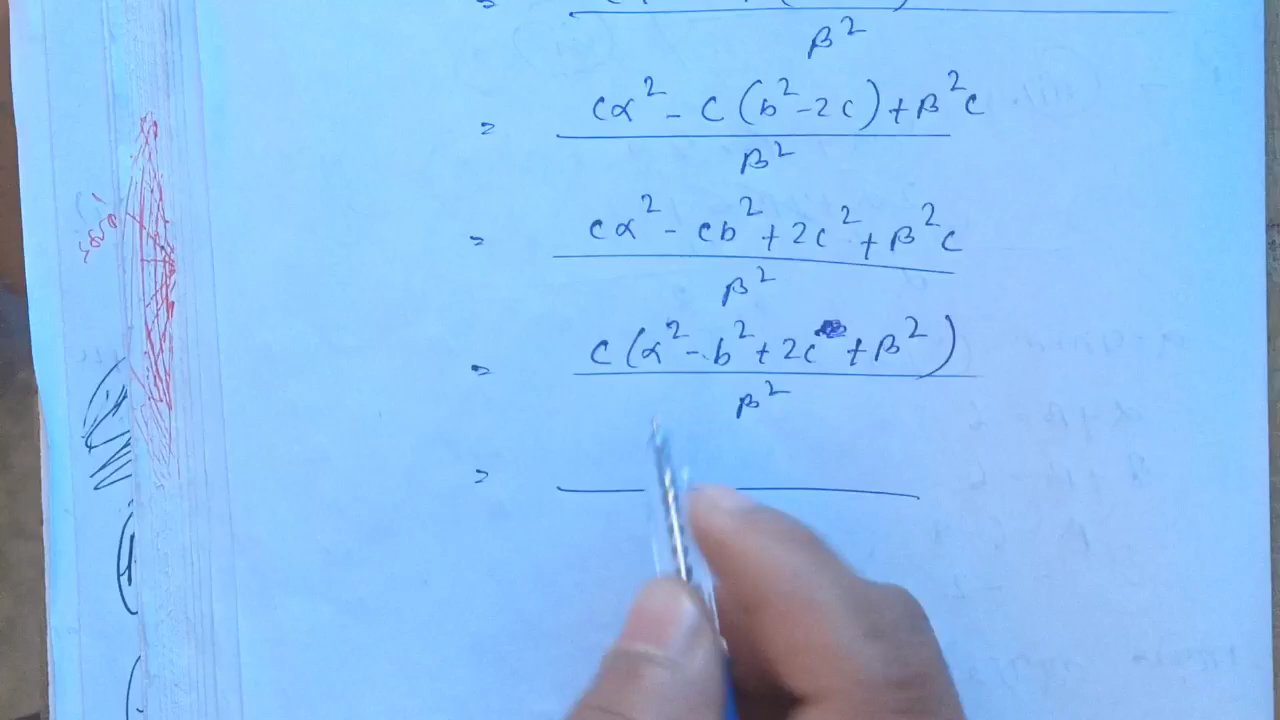 β²
= cα² - c(b² - 2c) + β²c
β²
= cα² - cb² + 2c² + β²c
β²
= c(α² - b² + 2c + β²)
β²
=